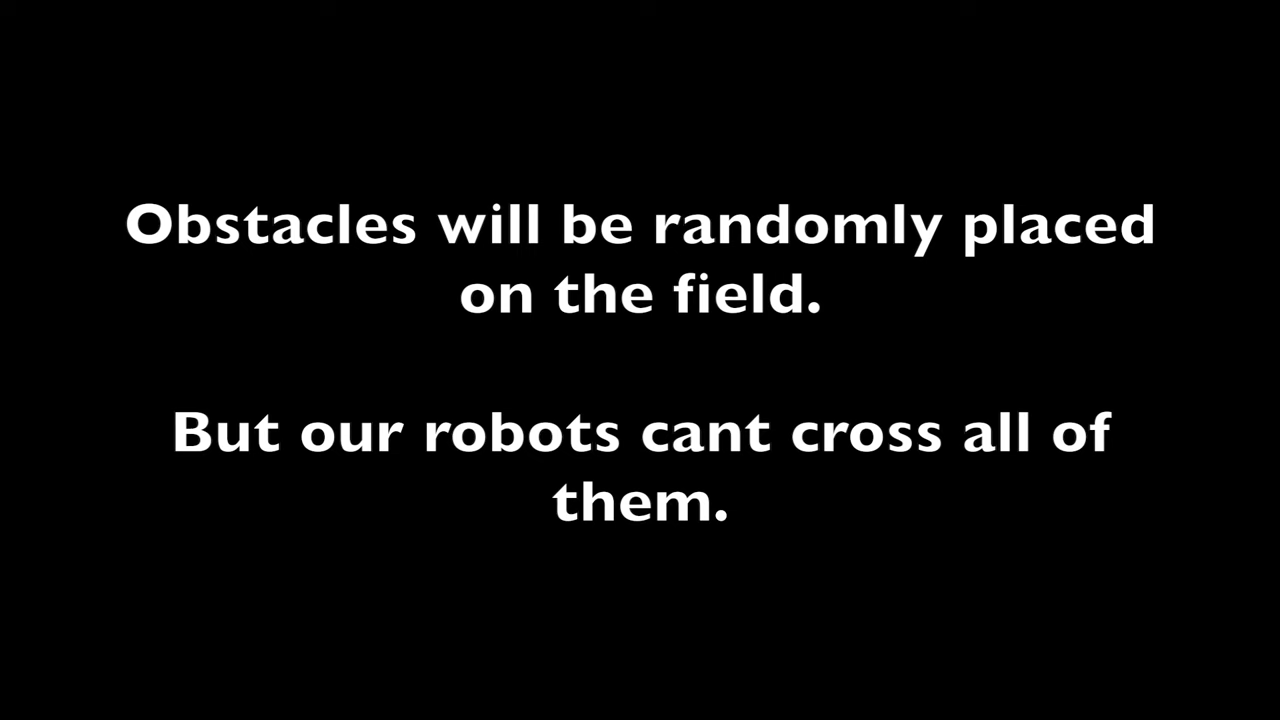 Obstacles will be randomly placed
on the field.
But our robots cant cross all of
them.